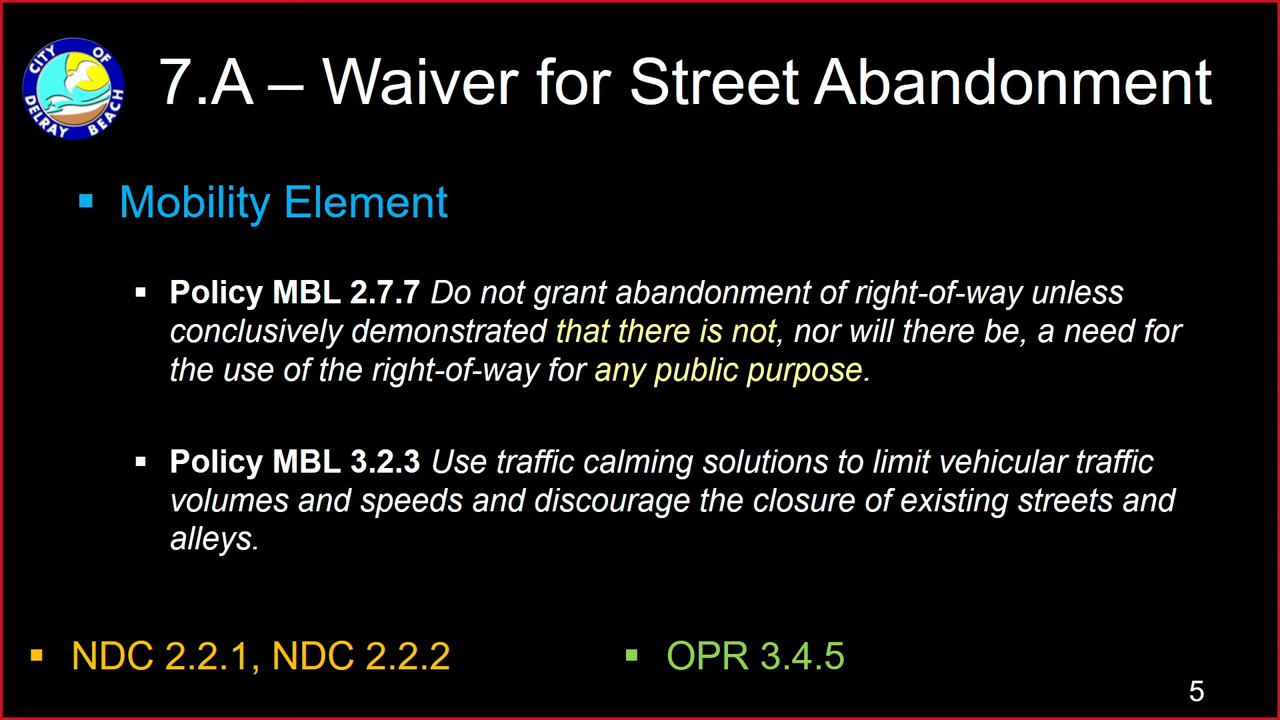 CITY OF
DELRAY BEACH
7.A – Waiver for Street Abandonment
▪ Mobility Element
▪ Policy MBL 2.7.7 Do not grant abandonment of right-of-way unless
conclusively demonstrated that there is not, nor will there be, a need for
the use of the right-of-way for any public purpose.
▪ Policy MBL 3.2.3 Use traffic calming solutions to limit vehicular traffic
volumes and speeds and discourage the closure of existing streets and
alleys.
▪ NDC 2.2.1, NDC 2.2.2
▪ OPR 3.4.5
5